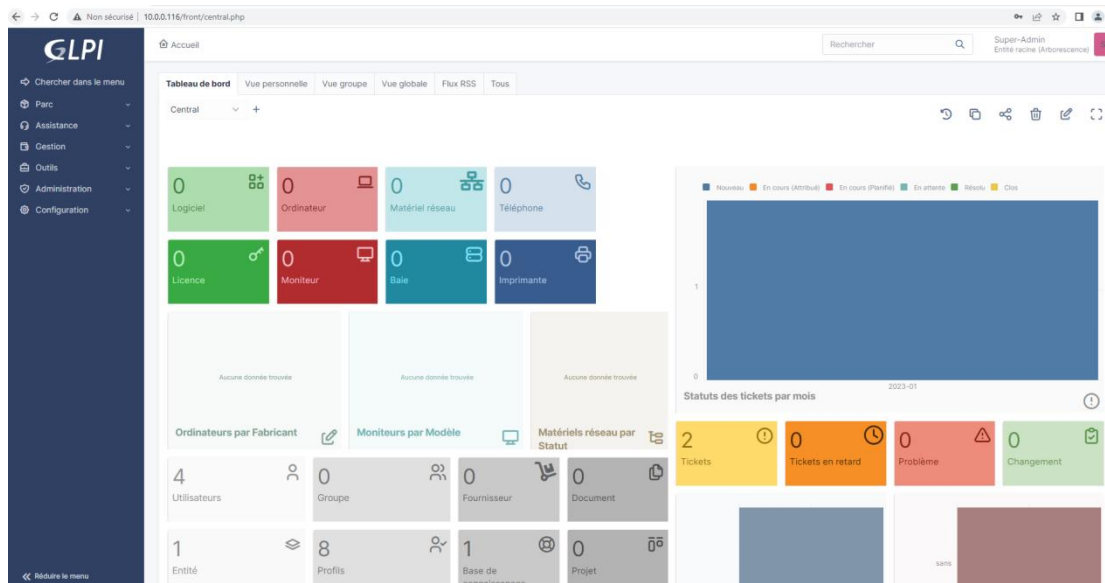 Non sécurisé | 10.0.0.116/front/central.php
GLPI
Accueil
Rechercher
Super-Admin
Entité racine (Arborescence)
Chercher dans le menu
Parc
Assistance
Gestion
Outils
Administration
Configuration
Réduire le menu
Tableau de bord Vue personnelle Vue groupe Vue globale Flux RSS Tous
Central
0
Logiciel
0
Ordinateur
0
Matériel réseau
0
Téléphone
0
Licence
0
Moniteur
0
Baie
0
Imprimante
Aucune donnée trouvée
Ordinateurs par Fabricant
Aucune donnée trouvée
Moniteurs par Modèle
Aucune donnée trouvée
Matériels réseau par
Statut
4
Utilisateurs
0
Groupe
0
Fournisseur
0
Document
1
Entité
8
Profils
1
Base de
0
Projet
Nouveau En cours (Attribué) En cours (Planifié) En attente Résolu Clos
1
0
2023-01
Statuts des tickets par mois
2
Tickets
0
Tickets en retard
0
Problème
0
Changement
sans